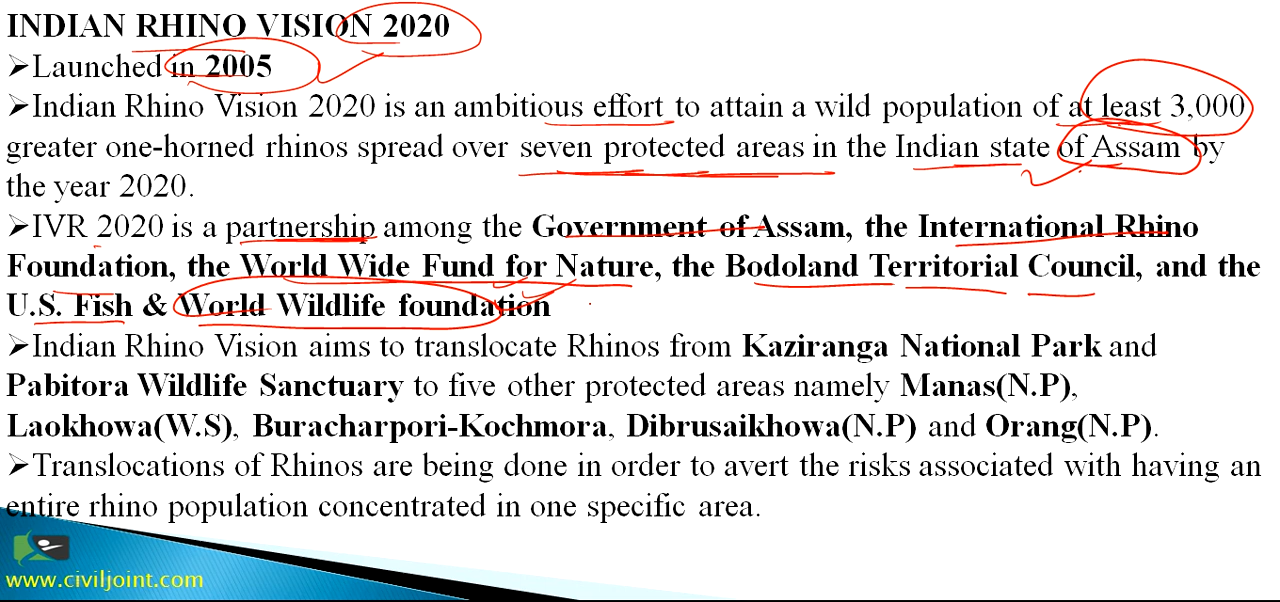 INDIAN RHINO VISION 2020
➢Launched in 2005
➢Indian Rhino Vision 2020 is an ambitious effort to attain a wild population of at least 3,000
greater one-horned rhinos spread over seven protected areas in the Indian state of Assam by
the year 2020.
➢IVR 2020 is a partnership among the Government of Assam, the International Rhino
Foundation, the World Wide Fund for Nature, the Bodoland Territorial Council, and the
U.S. Fish & World Wildlife foundation
➢Indian Rhino Vision aims to translocate Rhinos from Kaziranga National Park and
Pabitora Wildlife Sanctuary to five other protected areas namely Manas(N.P),
Laokhowa(W.S), Buracharpori-Kochmora, Dibrusaikhowa(N.P) and Orang(N.P).
➢Translocations of Rhinos are being done in order to avert the risks associated with having an
entire rhino population concentrated in one specific area.
www.civiljoint.com